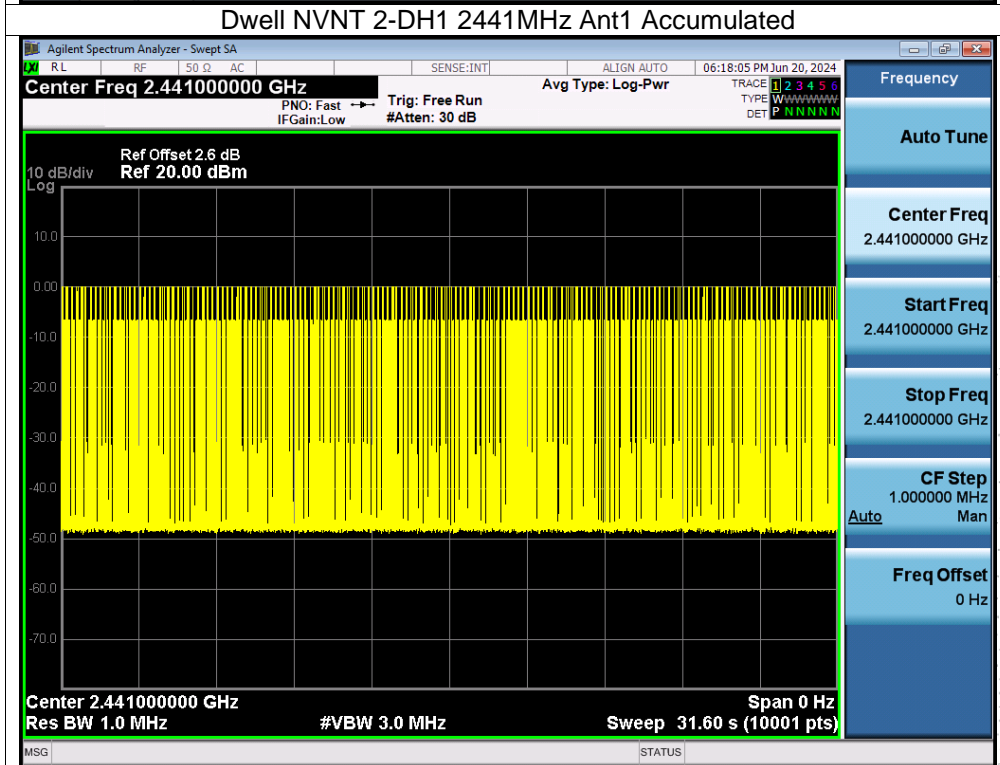 Dwell NVNT 2-DH1 2441MHz Ant1 Accumulated
Agilent Spectrum Analyzer - Swept SA
LXI RL RF 50 Ω AC SENSE:INT ALIGN AUTO 06:18:05 PM Jun 20, 2024
Center Freq 2.441000000 GHz
PNO: Fast
IFGain:Low
Trig: Free Run
#Atten: 30 dB
Avg Type: Log-Pwr
TRACE 1 2 3 4 5 6
TYPE WWWWWW
DET P N N N N N
Ref Offset 2.6 dB
10 dB/div Ref 20.00 dBm
Log
10.0
0.00
-10.0
-20.0
-30.0
-40.0
-50.0
-60.0
-70.0
Center 2.441000000 GHz Span 0 Hz
Res BW 1.0 MHz #VBW 3.0 MHz Sweep 31.60 s (10001 pts)
MSG STATUS
Frequency
Auto Tune
Center Freq
2.441000000 GHz
Start Freq
2.441000000 GHz
Stop Freq
2.441000000 GHz
CF Step
1.000000 MHz
Auto Man
Freq Offset
0 Hz